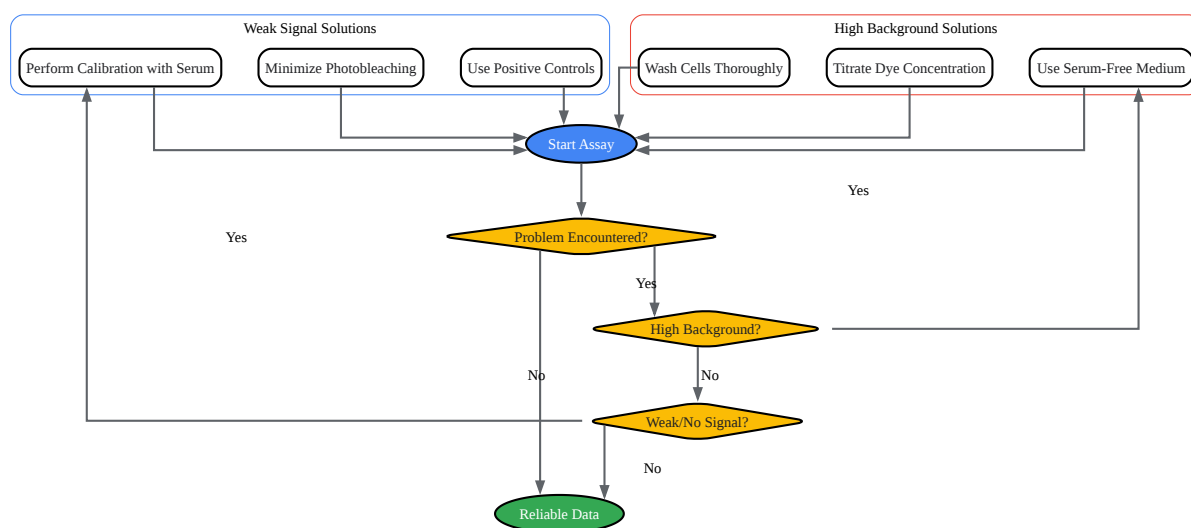 Weak Signal Solutions
High Background Solutions
Perform Calibration with Serum
Minimize Photobleaching
Use Positive Controls
Wash Cells Thoroughly
Titrate Dye Concentration
Use Serum-Free Medium
Start Assay
Yes
Yes
Problem Encountered?
Yes
High Background?
No
No
Weak/No Signal?
No
Reliable Data